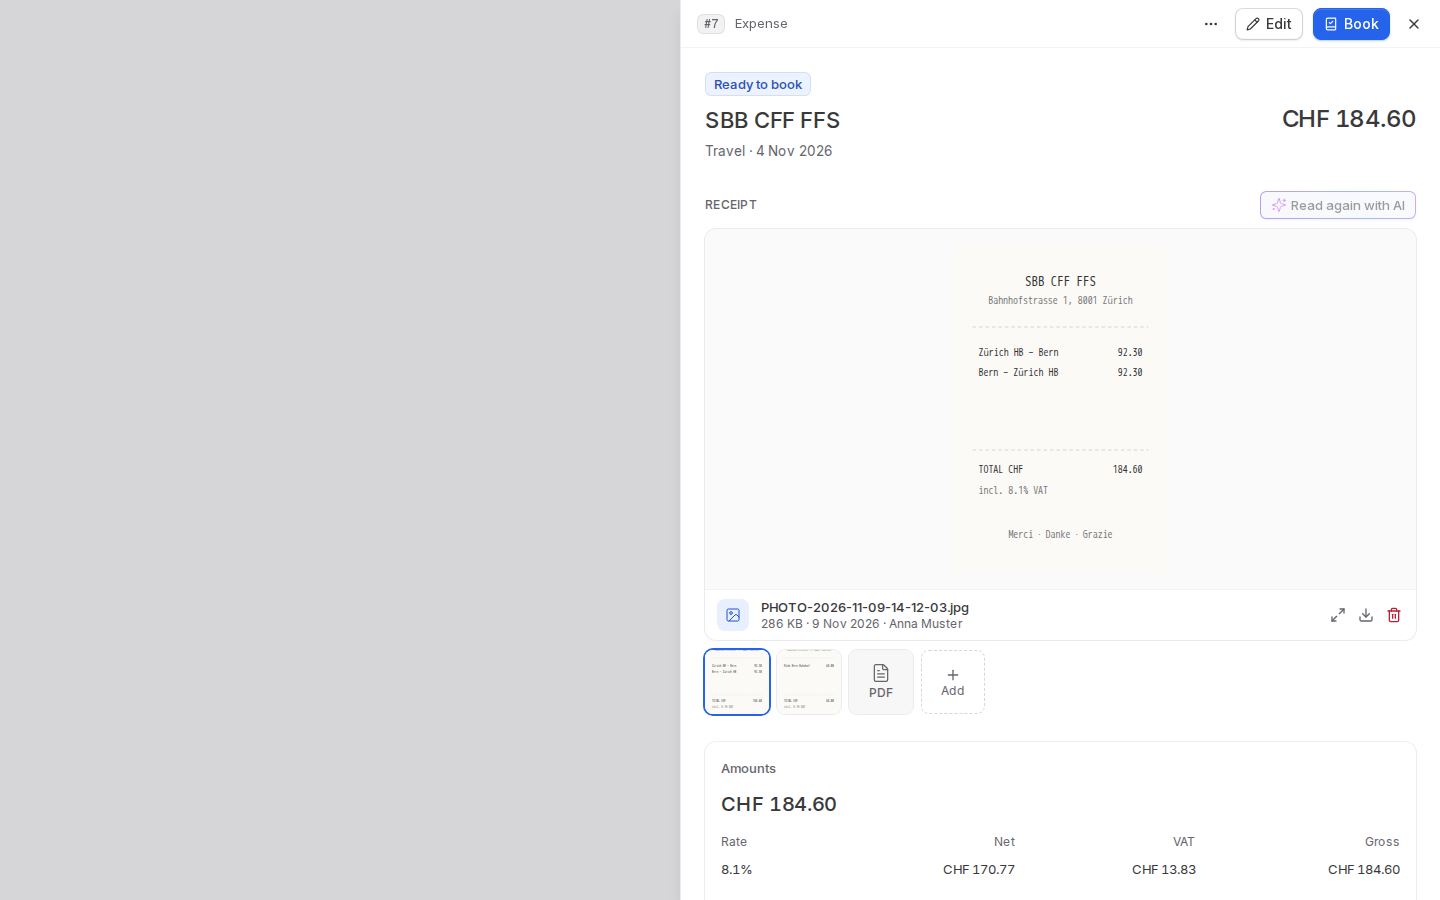 #7 Expense
Edit
Book
Ready to book
SBB CFF FFS
CHF 184.60
Travel · 4 Nov 2026
RECEIPT
Read again with AI
SBB CFF FFS
Bahnhofstrasse 1, 8001 Zürich
Zürich HB – Bern 92.30
Bern – Zürich HB 92.30
TOTAL CHF 184.60
incl. 8.1% VAT
Merci · Danke · Grazie
PHOTO-2026-11-09-14-12-03.jpg
286 KB · 9 Nov 2026 · Anna Muster
PDF
Add
Amounts
CHF 184.60
Rate Net VAT Gross
8.1% CHF 170.77 CHF 13.83 CHF 184.60